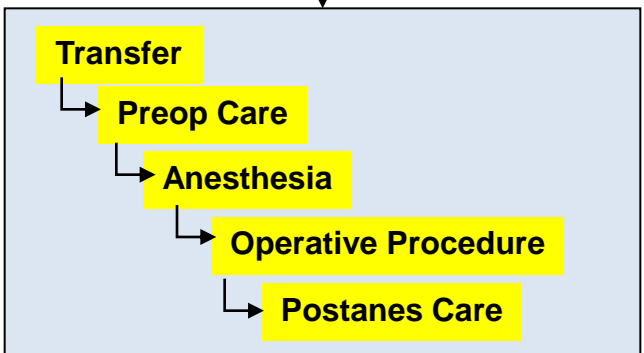 Transfer
Preop Care
Anesthesia
Operative Procedure
Postanes Care